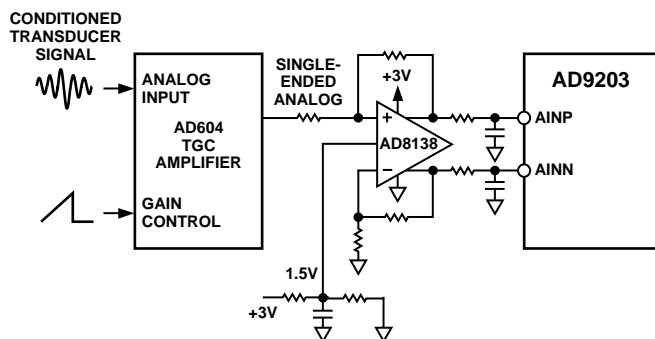 CONDITIONED
TRANSDUCER
SIGNAL
ANALOG
INPUT
AD604
TGC
AMPLIFIER
GAIN
CONTROL
SINGLE-
ENDED
ANALOG
+3V
+
AD8138
–
1.5V
+3V
AD9203
AINP
AINN